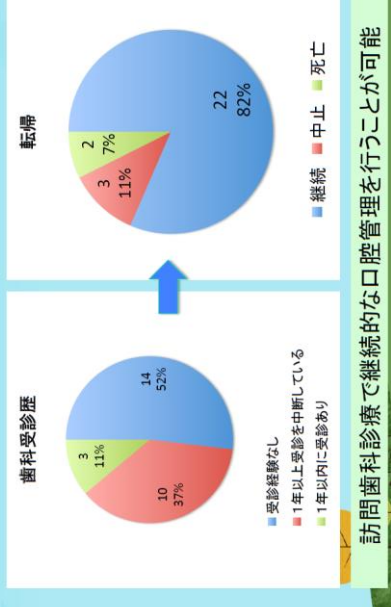 歯科受診歴
3
11%
10
37%
14
52%
受診経験なし
1年以上受診を中断している
1年以内に受診あり
転帰
2
7%
3
11%
22
82%
継続 中止 死亡
訪問歯科診療で継続的な口腔管理を行うことが可能